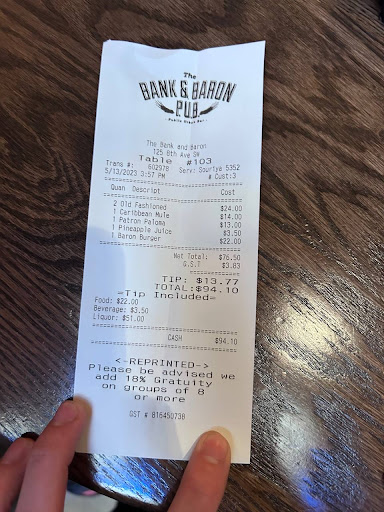 The
BANK & BARON
PUB
Public Great Bar
The Bank and Baron
125 8th Ave SW
Table #103
Trans #: 602978 Serv: Sourtya 5352
5/13/2023 3:57 PM # Cust:3
Quan Descript Cost
2 Old Fashioned $24.00
1 Caribbean Mule $14.00
1 Patron Paloma $13.00
1 Pineapple Juice $3.50
1 Baron Burger $22.00
Net Total: $76.50
G.S.T $3.83
TIP: $13.77
TOTAL:$94.10
=Tip Included=
Food: $22.00
Beverage: $3.50
Liquor: $51.00
CASH $94.10
<-REPRINTED->
Please be advised we
add 18% Gratuity
on groups of 8
or more
GST # 816450738